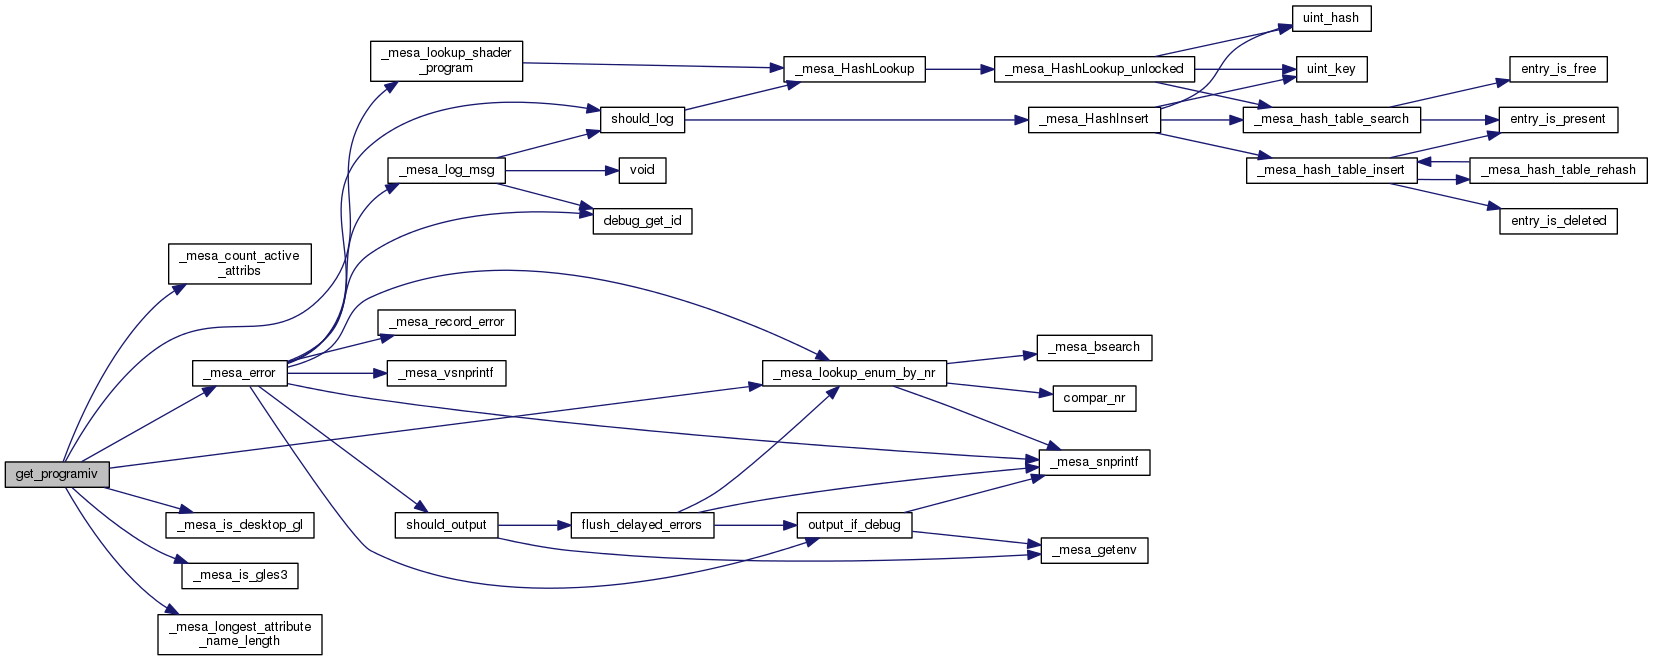 uint_hash
_mesa_lookup_shader
_program
_mesa_HashLookup
_mesa_HashLookup_unlocked
uint_key
entry_is_free
should_log
_mesa_HashInsert
_mesa_hash_table_search
entry_is_present
_mesa_log_msg
void
_mesa_hash_table_insert
_mesa_hash_table_rehash
debug_get_id
entry_is_deleted
_mesa_count_active
_attribs
_mesa_record_error
_mesa_bsearch
_mesa_error
_mesa_vsnprintf
_mesa_lookup_enum_by_nr
compar_nr
get_programiv
_mesa_snprintf
_mesa_is_desktop_gl
should_output
flush_delayed_errors
output_if_debug
_mesa_getenv
_mesa_is_gles3
_mesa_longest_attribute
_name_length